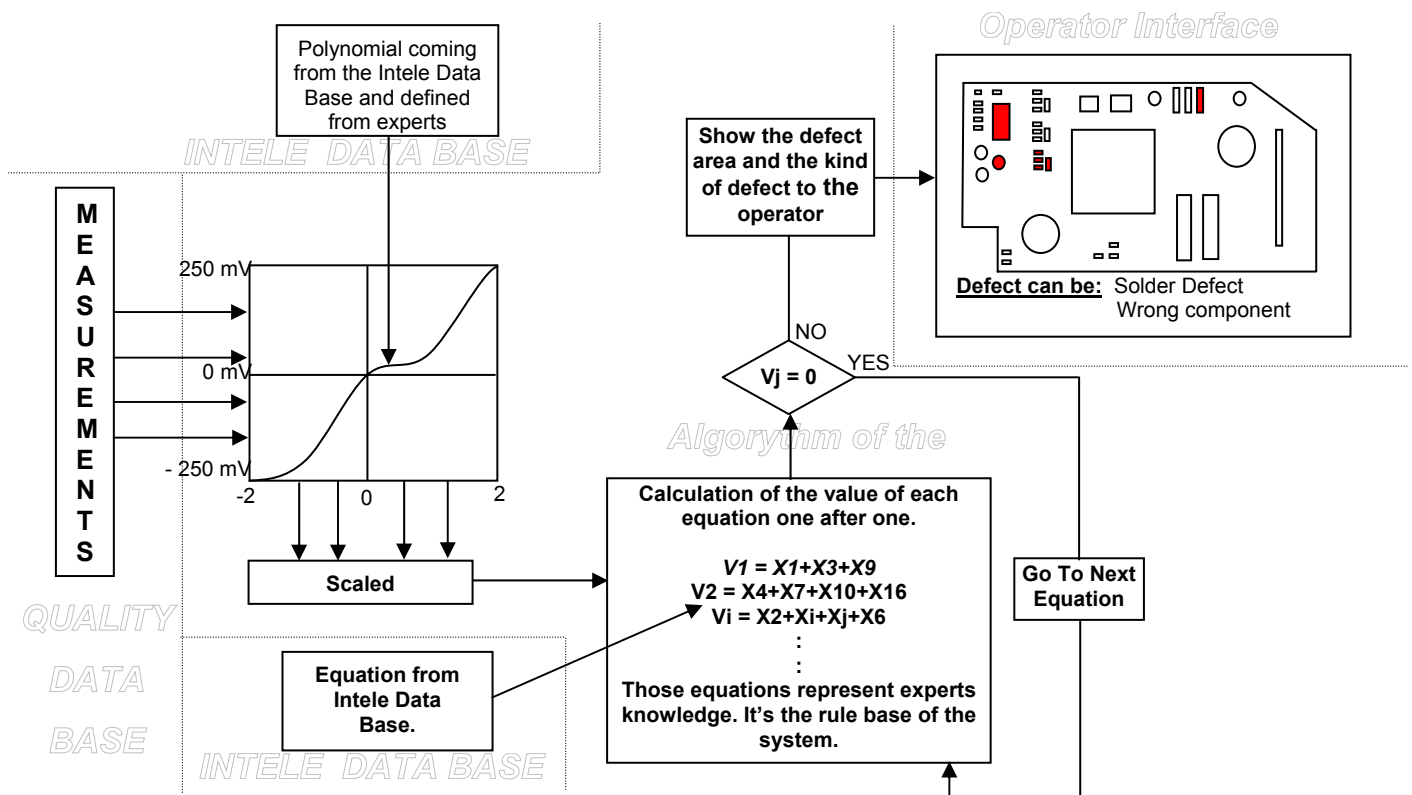 Operator Interface
Polynomial coming
from the Intele Data
Base and defined
from experts
INTELE DATA BASE
Show the defect
area and the kind
of defect to the
operator
Defect can be: Solder Defect
Wrong component
M
E
A
S
U
R
E
M
E
N
T
S
250 mV
0 mV
- 250 mV
-2
0
2
NO
YES
Vj = 0
Algorythm of the
Scaled
Calculation of the value of each
equation one after one.
V1 = X1+X3+X9
V2 = X4+X7+X10+X16
Vi = X2+Xi+Xj+X6
:
:
Those equations represent experts
knowledge. It's the rule base of the
system.
Go To Next
Equation
QUALITY
DATA
BASE
Equation from
Intele Data
Base.
INTELE DATA BASE